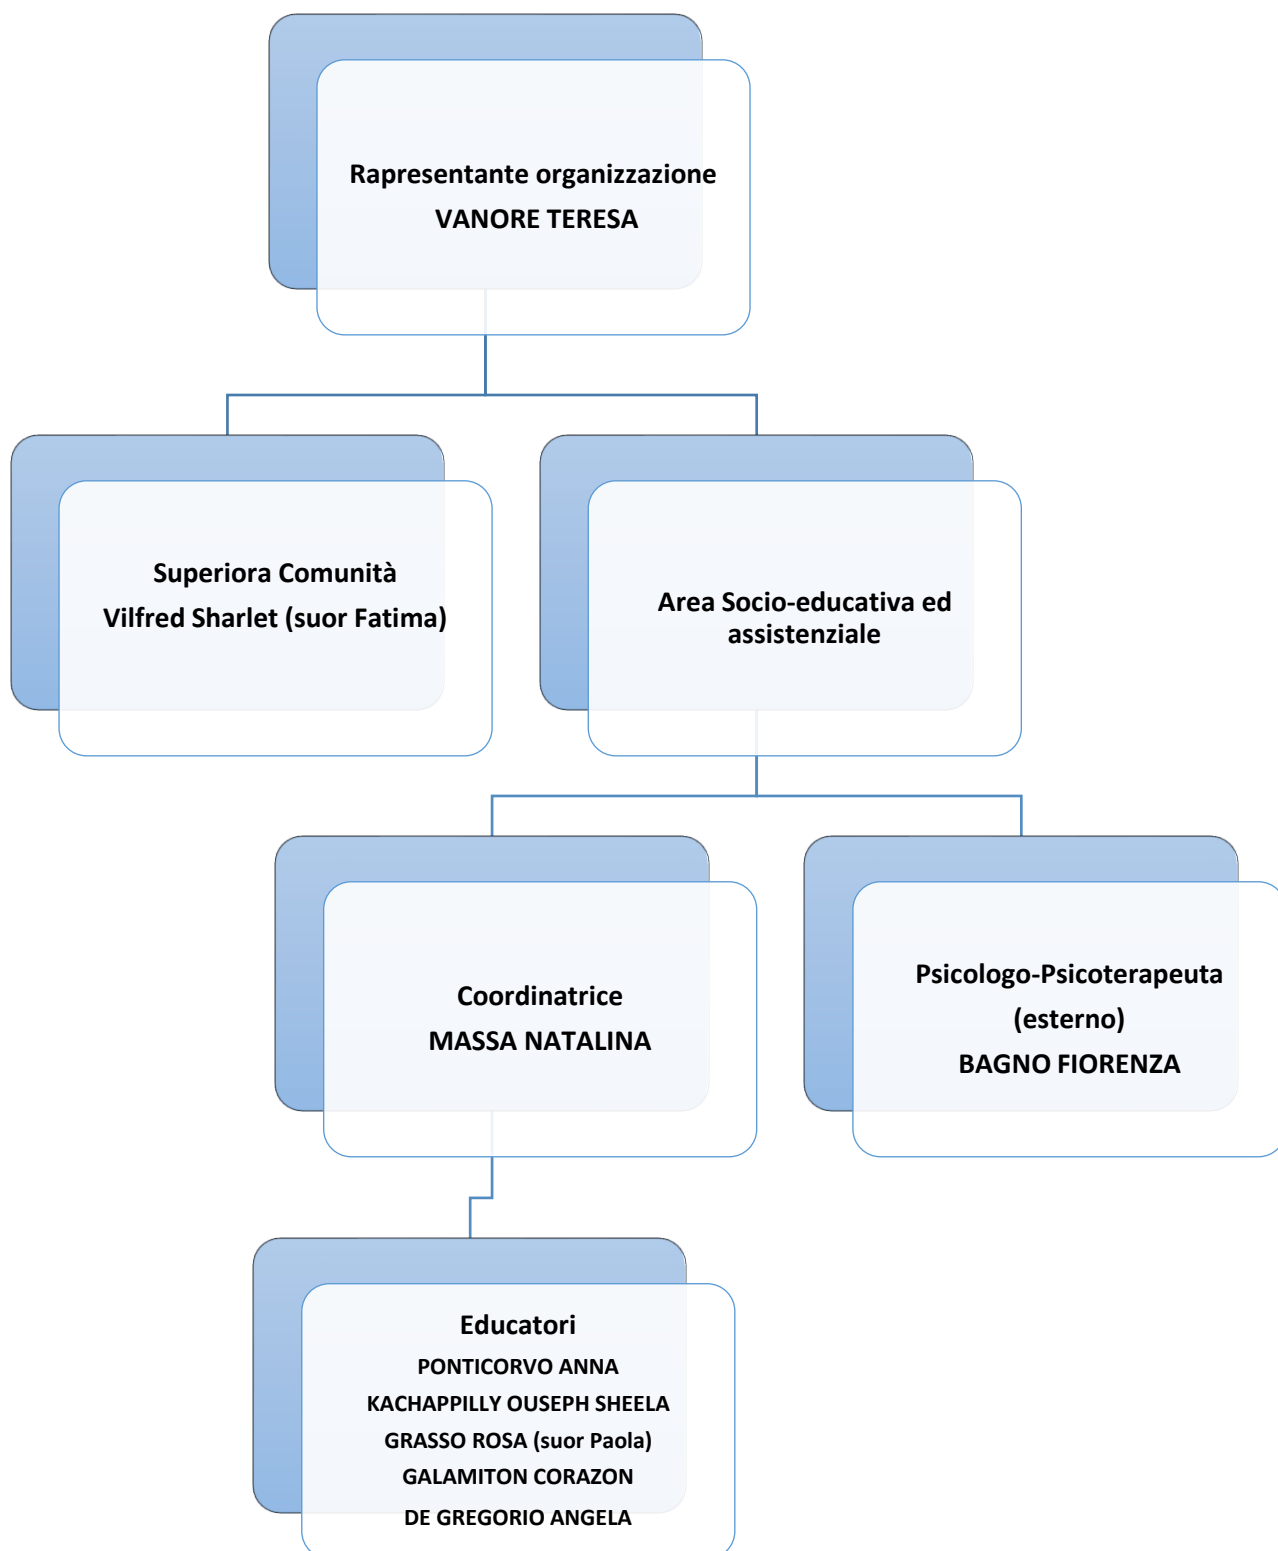 Rapresentante organizzazione
VANORE TERESA
Superiora Comunità
Vilfred Sharlet (suor Fatima)
Area Socio-educativa ed
assistenziale
Coordinatrice
MASSA NATALINA
Psicologo-Psicoterapeuta
(esterno)
BAGNO FIORENZA
Educatori
PONTICORVO ANNA
KACHAPPILLY OUSEPH SHEELA
GRASSO ROSA (suor Paola)
GALAMITON CORAZON
DE GREGORIO ANGELA